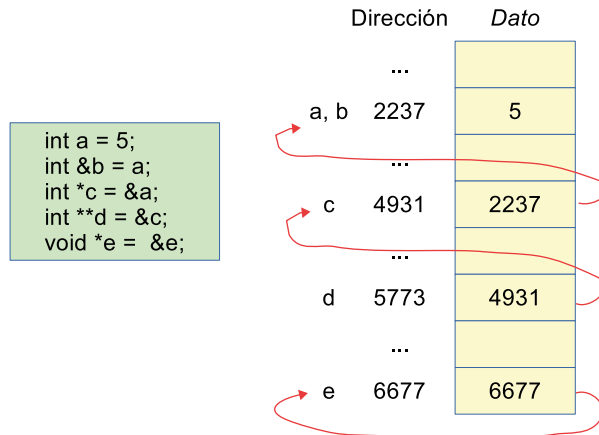 Dirección Dato
...
a, b 2237 5
...
c 4931 2237
...
d 5773 4931
...
e 6677 6677
int a = 5;
int &b = a;
int *c = &a;
int **d = &c;
void *e = &e;